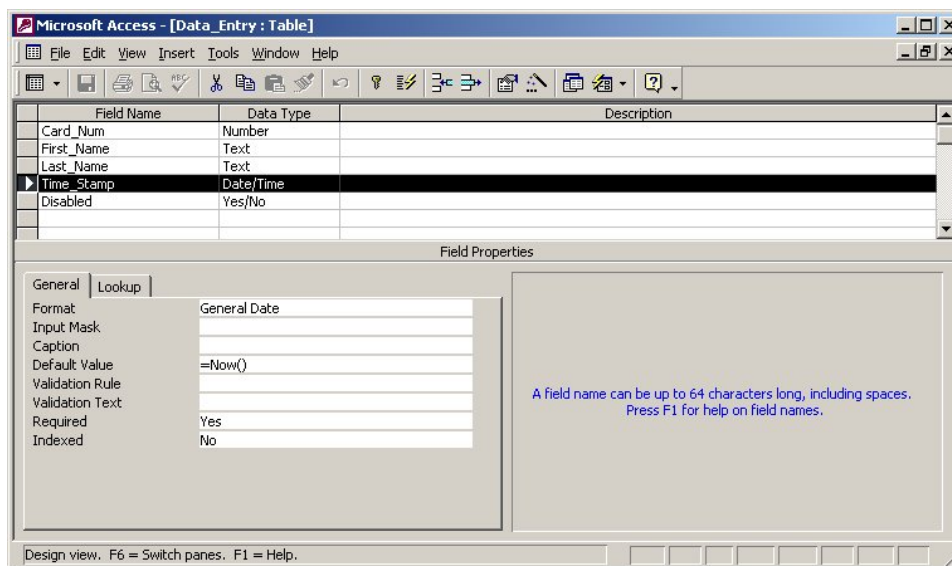 Microsoft Access - [Data_Entry : Table]
File Edit View Insert Tools Window Help
ABC
Field Name Data Type Description
Card_Num Number
First_Name Text
Last_Name Text
Time_Stamp Date/Time
Disabled Yes/No
Field Properties
General Lookup
Format General Date
Input Mask
Caption
Default Value =Now()
Validation Rule
Validation Text
Required Yes
Indexed No
A field name can be up to 64 characters long, including spaces.
Press F1 for help on field names.
Design view. F6 = Switch panes. F1 = Help.